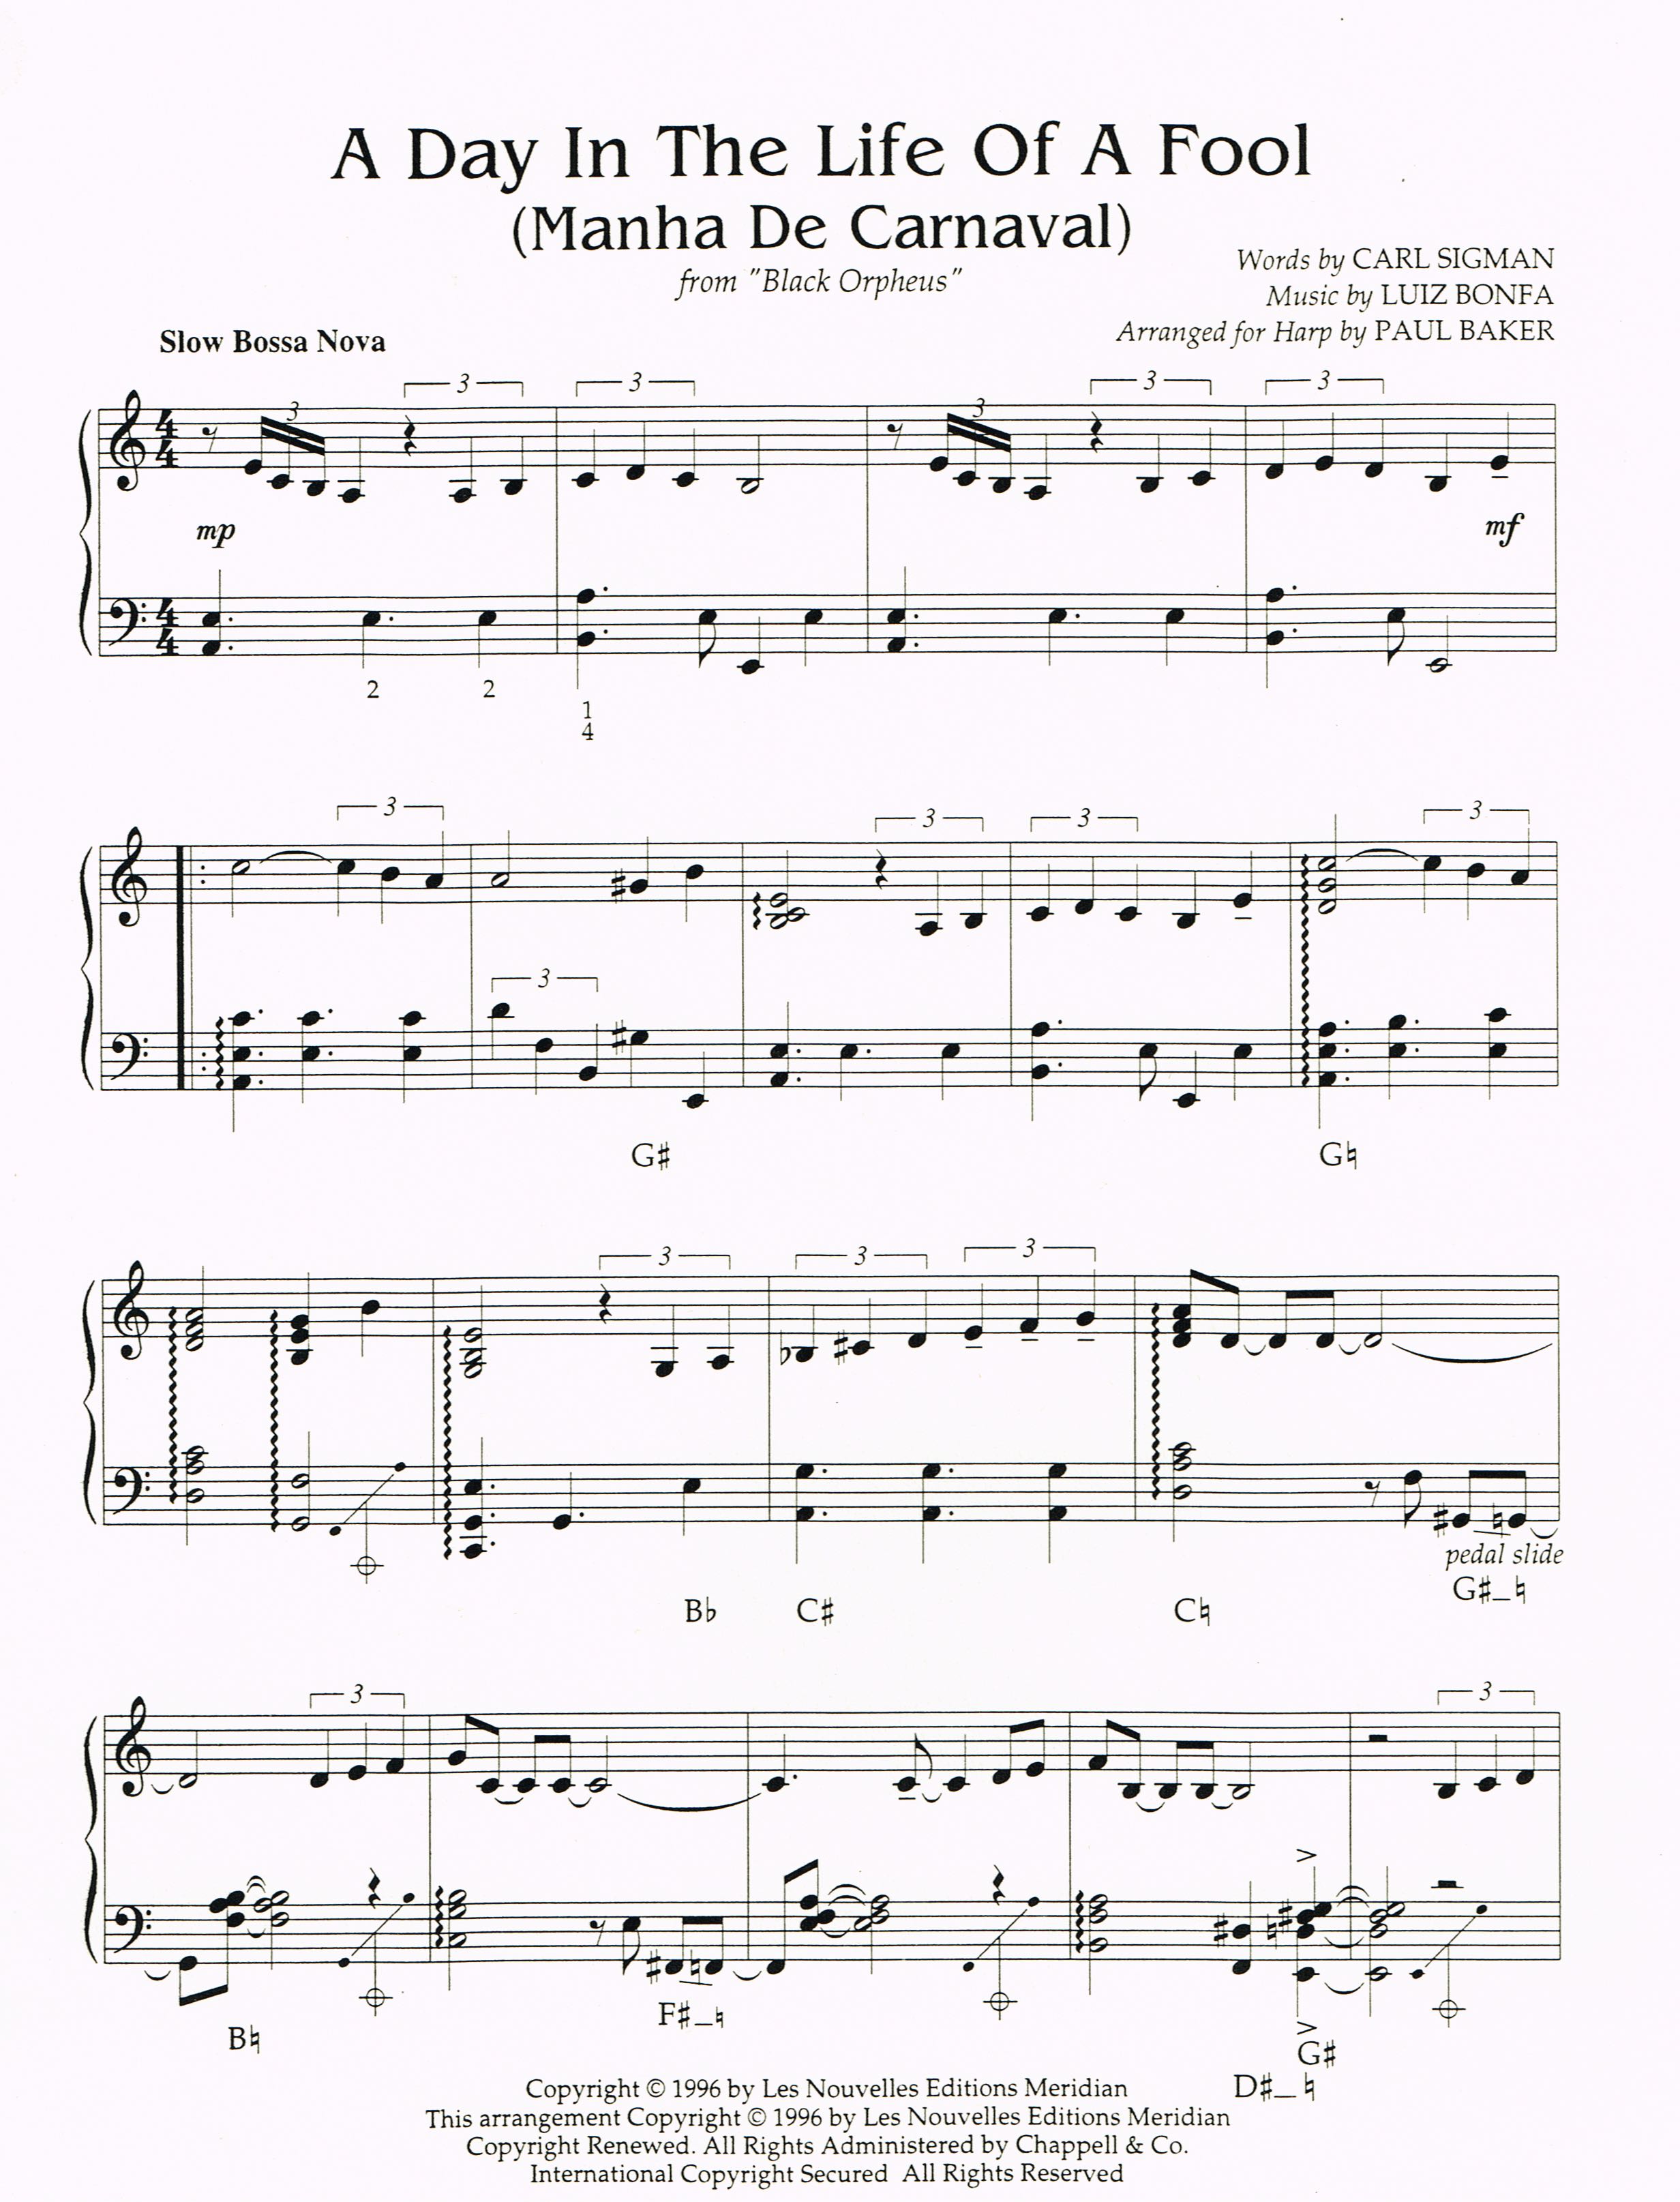 A Day In The Life Of A Fool
(Manha De Carnaval)
from "Black Orpheus"
Words by CARL SIGMAN
Music by LUIZ BONFA
Arranged for Harp by PAUL BAKER
Slow Bossa Nova
3 3 3 3 3 3
mp mf
2 2 1
4
3 3 3 3
3
G♯ G♮
3 3 3
pedal slide
G♯_♮
B♭ C♯ C♮
3 3
F♯_♮
B♮
G♯
D♯_♮
Copyright © 1996 by Les Nouvelles Editions Meridian
This arrangement Copyright © 1996 by Les Nouvelles Editions Meridian
Copyright Renewed. All Rights Administered by Chappell & Co.
International Copyright Secured All Rights Reserved